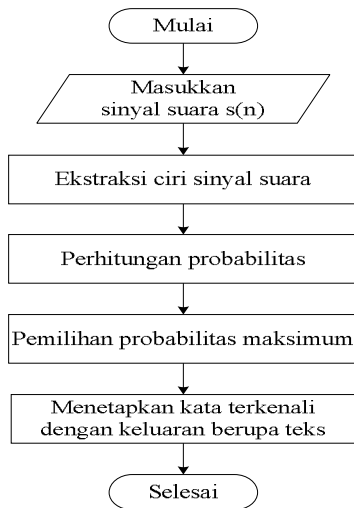 Mulai
Masukkan
sinyal suara s(n)
Ekstraksi ciri sinyal suara
Perhitungan probabilitas
Pemilihan probabilitas maksimum
Menetapkan kata terkenali
dengan keluaran berupa teks
Selesai